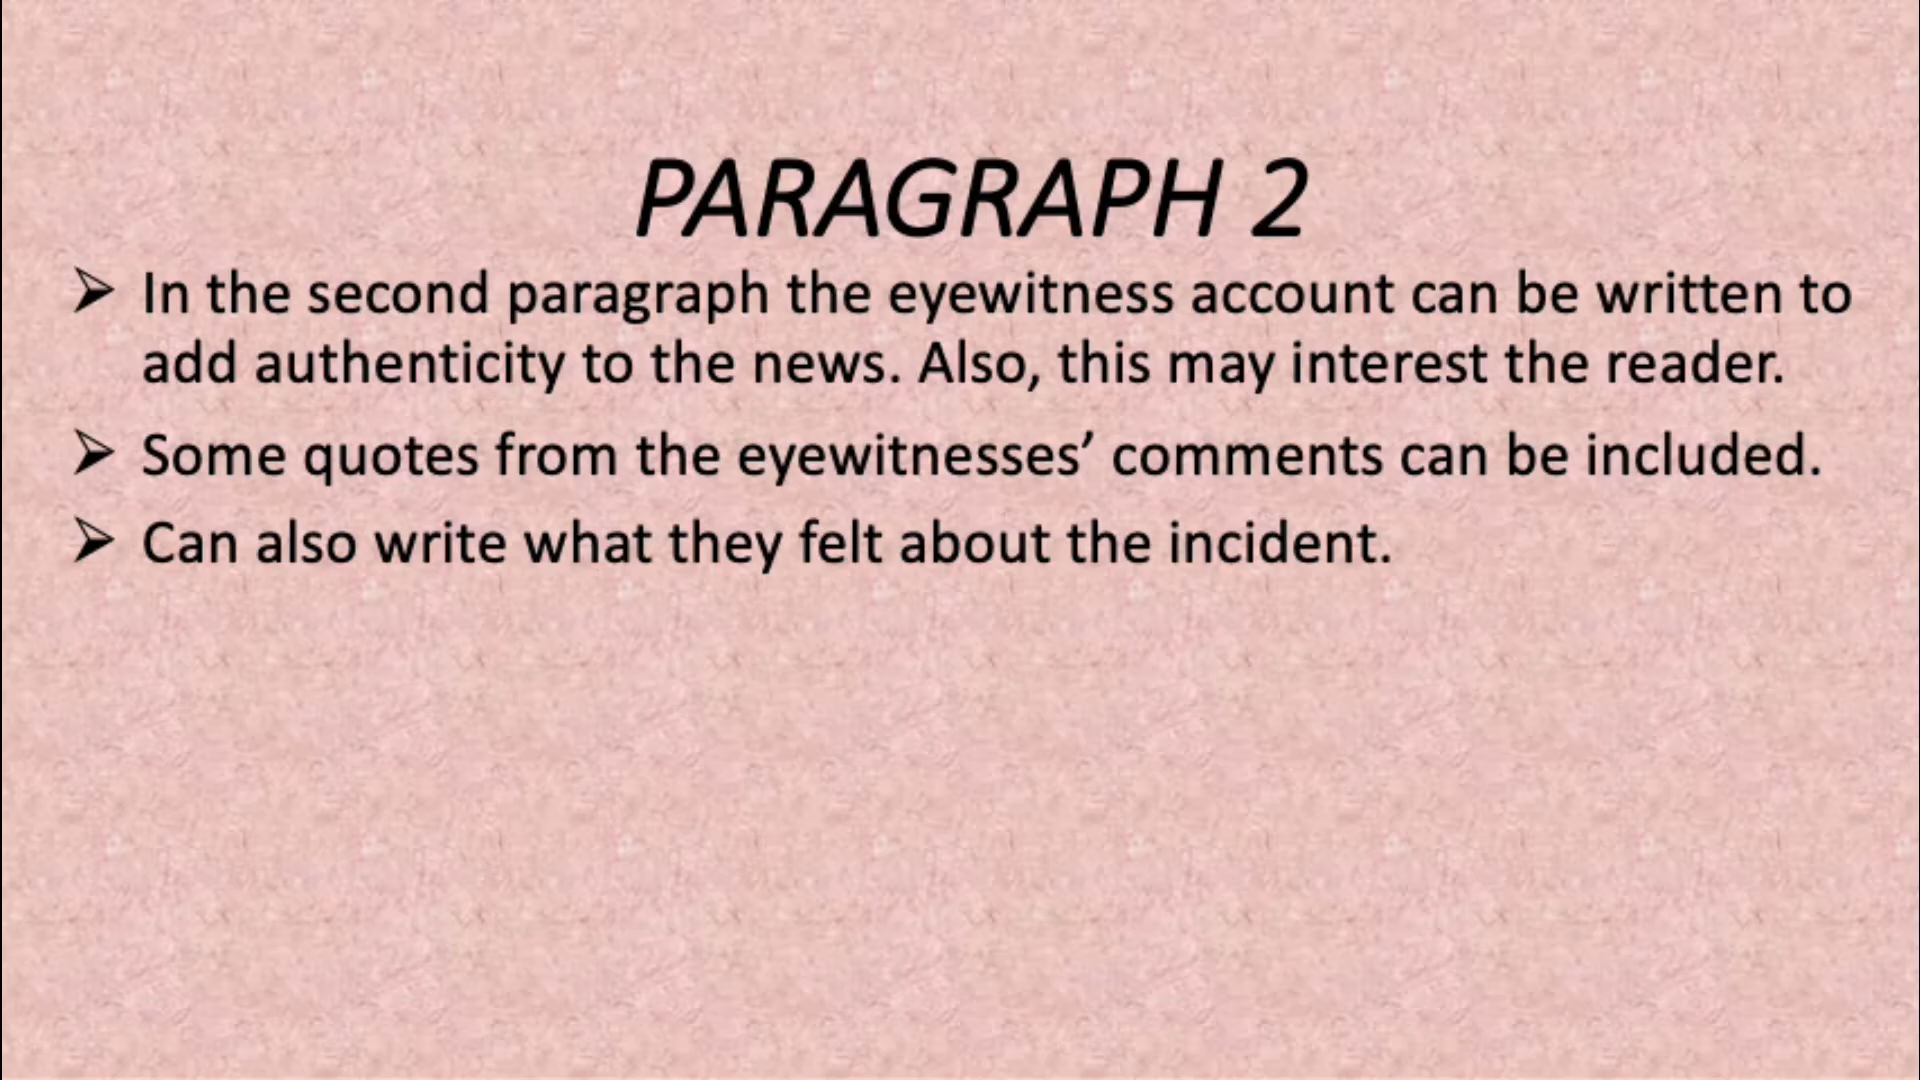 PARAGRAPH 2
➢ In the second paragraph the eyewitness account can be written to
add authenticity to the news. Also, this may interest the reader.
➢ Some quotes from the eyewitnesses’ comments can be included.
➢ Can also write what they felt about the incident.